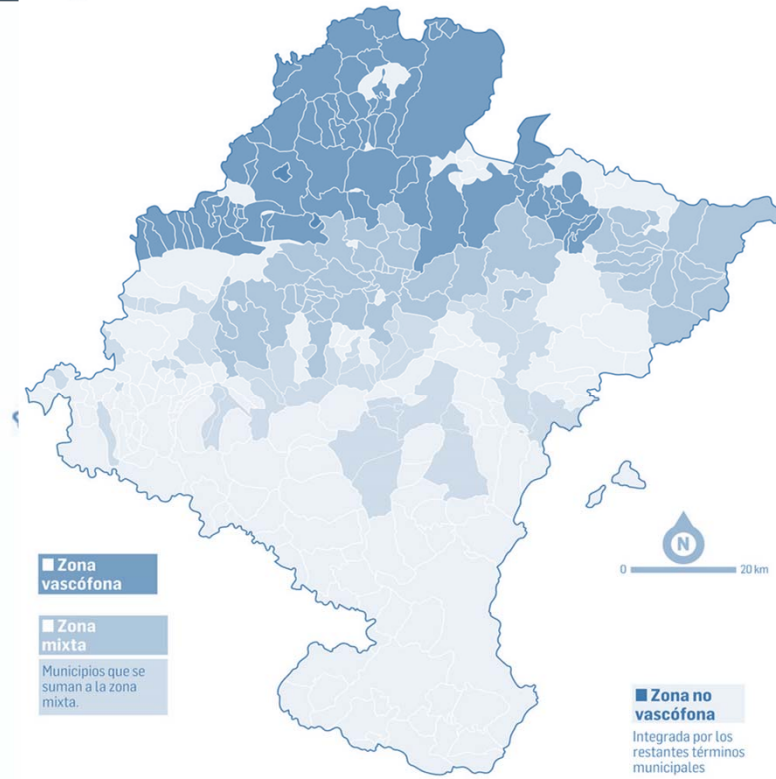 Zona
vascófona
Zona
mixta
Municipios que se
suman a la zona
mixta.
N
0 20 km
Zona no
vascófona
Integrada por los
restantes términos
municipales